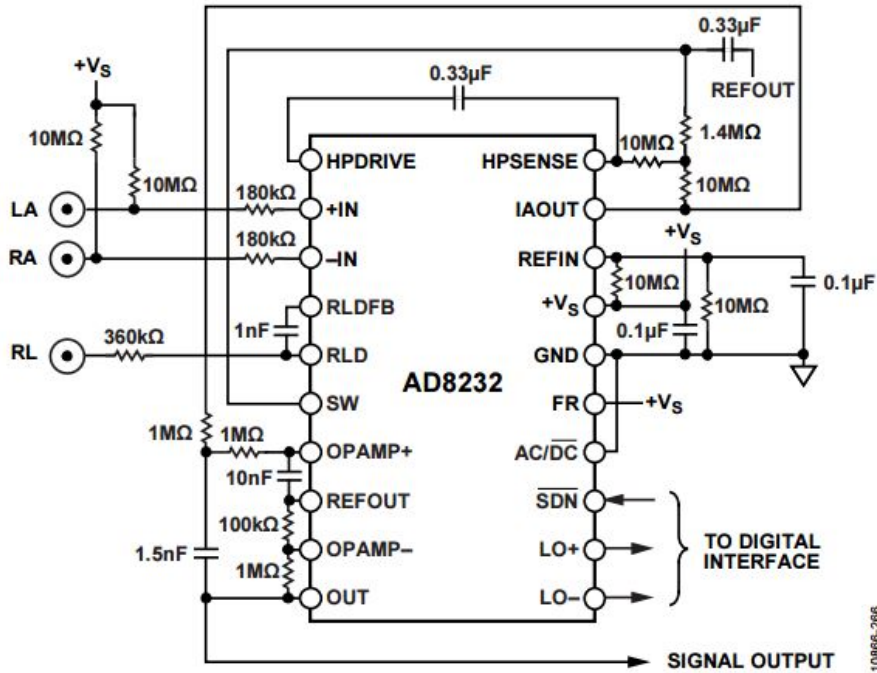 0.33µF
+VS
0.33µF
REFOUT
10MΩ
HPDRIVE
HPSENSE
10MΩ
1.4MΩ
10MΩ
180kΩ
10MΩ
LA
+IN
IAOUT
+VS
180kΩ
RA
–IN
REFIN
10MΩ
0.1µF
RLDFB
+VS
10MΩ
1nF
0.1µF
360kΩ
RL
RLD
GND
AD8232
SW
FR
+VS
1MΩ
1MΩ
OPAMP+
AC/DC
10nF
REFOUT
SDN
100kΩ
1.5nF
OPAMP–
LO+
TO DIGITAL
INTERFACE
1MΩ
OUT
LO–
SIGNAL OUTPUT
10866-266